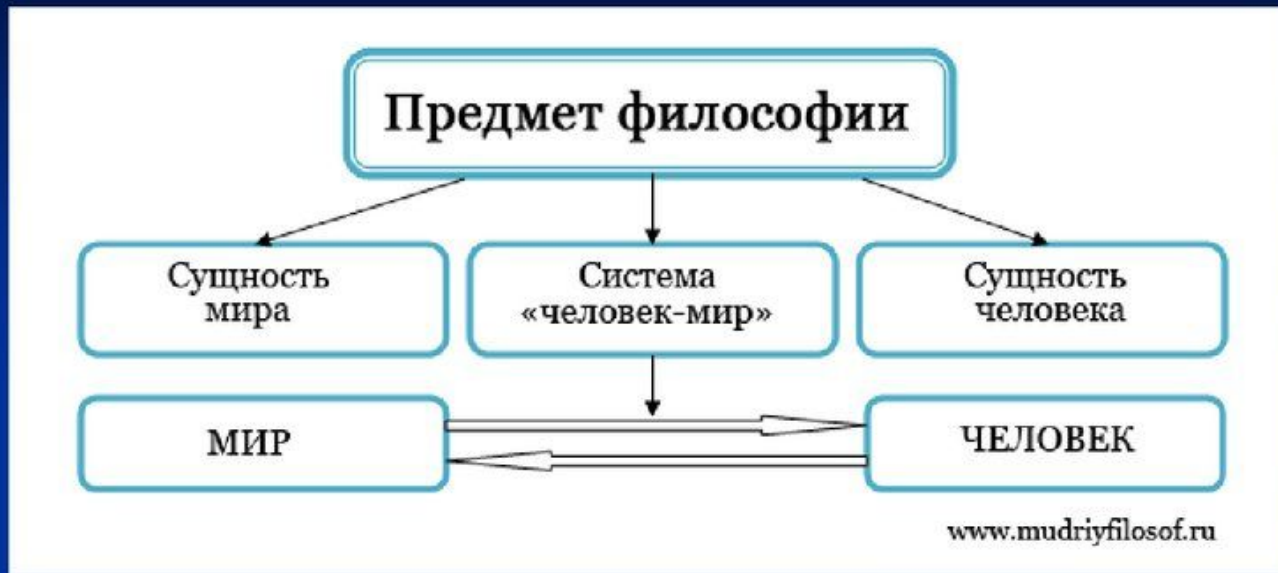 Предмет философии
Сущность
мира
Система
«человек-мир»
Сущность
человека
МИР
ЧЕЛОВЕК
www.mudriyfilosof.ru